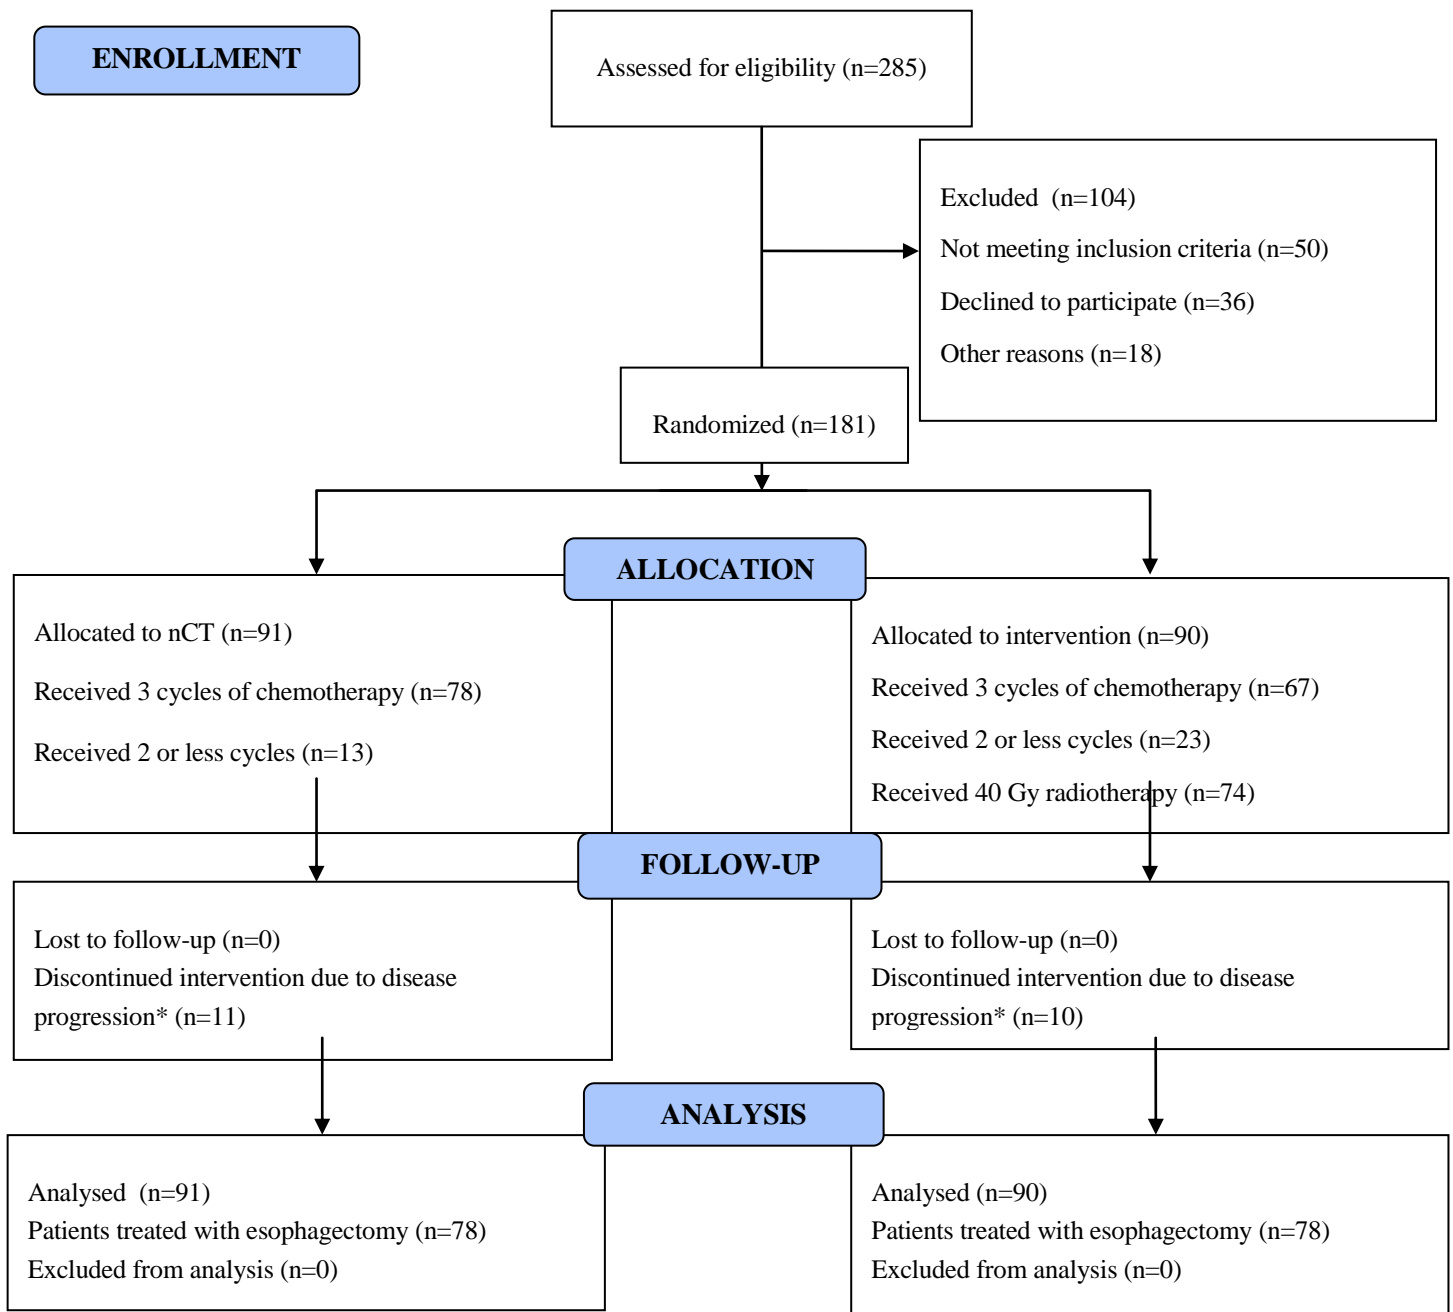 ENROLLMENT
Assessed for eligibility (n=285)
Excluded  (n=104)
Not meeting inclusion criteria (n=50)
Declined to participate (n=36)
Other reasons (n=18)
Randomized (n=181)
ALLOCATION
Allocated to nCT (n=91)
Received 3 cycles of chemotherapy (n=78)
Received 2 or less cycles (n=13)
Allocated to intervention (n=90)
Received 3 cycles of chemotherapy (n=67)
Received 2 or less cycles (n=23)
Received 40 Gy radiotherapy (n=74)
FOLLOW-UP
Lost to follow-up (n=0)
Discontinued intervention due to disease
progression* (n=11)
Lost to follow-up (n=0)
Discontinued intervention due to disease
progression* (n=10)
ANALYSIS
Analysed  (n=91)
Patients treated with esophagectomy (n=78)
Excluded from analysis (n=0)
Analysed (n=90)
Patients treated with esophagectomy (n=78)
Excluded from analysis (n=0)